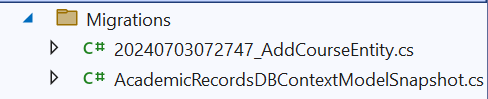 Migrations
C# 20240703072747_AddCourseEntity.cs
C# AcademicRecordsDBContextModelSnapshot.cs